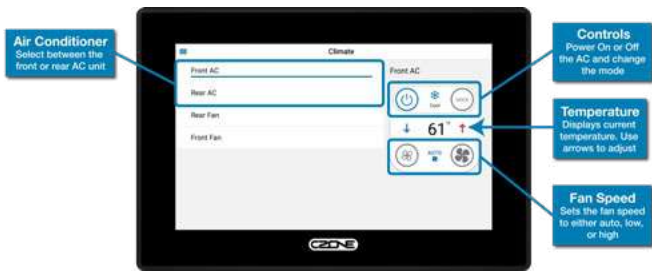 Air Conditioner
Select between the
front or rear AC unit
Climate
Front AC
Rear AC
Rear Fan
Front Fan
Front AC
Cool
MODE
61°
AUTO
CZONE
Controls
Power On or Off
the AC and change
the mode
Temperature
Displays current
temperature. Use
arrows to adjust
Fan Speed
Sets the fan speed
to either auto, low,
or high